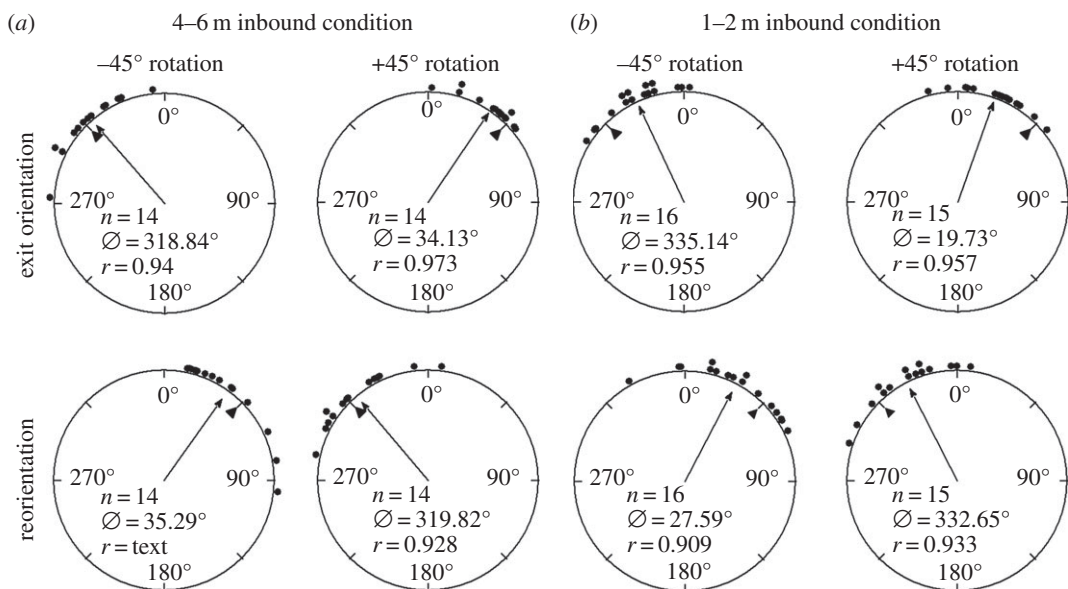 (a) 4–6 m inbound condition (b) 1–2 m inbound condition
–45° rotation +45° rotation –45° rotation +45° rotation
exit orientation
0° 0° 0° 0°
270° 90° 270° 90° 270° 90° 270° 90°
n = 14 n = 14 n = 16 n = 15
∅ = 318.84° ∅ = 34.13° ∅ = 335.14° ∅ = 19.73°
r = 0.94 r = 0.973 r = 0.955 r = 0.957
180° 180° 180° 180°
reorientation
0° 0° 0° 0°
270° 90° 270° 90° 270° 90° 270° 90°
n = 14 n = 14 n = 16 n = 15
∅ = 35.29° ∅ = 319.82° ∅ = 27.59° ∅ = 332.65°
r = text r = 0.928 r = 0.909 r = 0.933
180° 180° 180° 180°